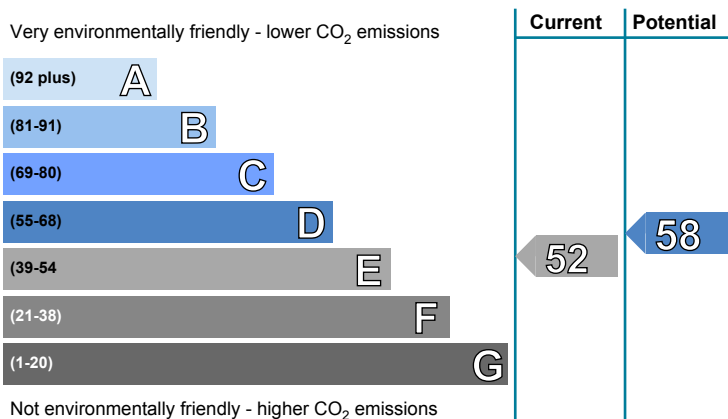 Current Potential
Very environmentally friendly - lower CO₂ emissions
(92 plus) A
(81-91) B
(69-80) C
(55-68) D
(39-54 E
(21-38) F
(1-20) G
52
58
Not environmentally friendly - higher CO₂ emissions